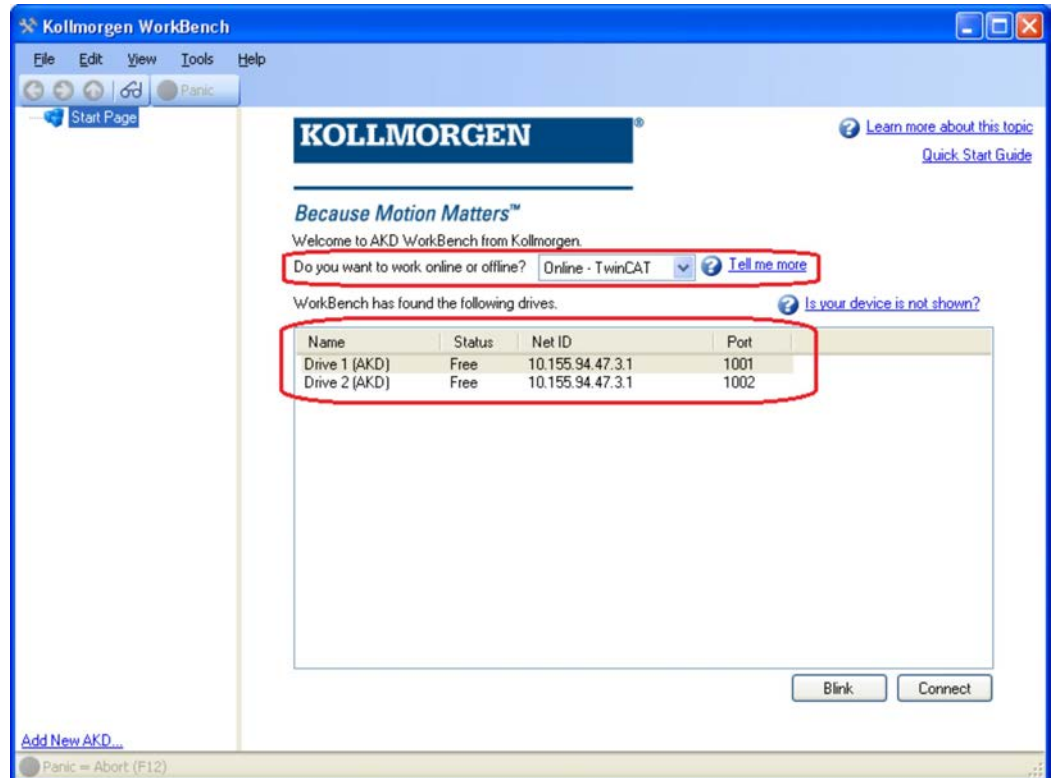 Kollmorgen WorkBench
File Edit View Tools Help
Panic
Start Page
KOLLMORGEN®
Learn more about this topic
Quick Start Guide
Because Motion Matters™
Welcome to AKD WorkBench from Kollmorgen.
Do you want to work online or offline? Online - TwinCAT Tell me more
WorkBench has found the following drives. Is your device is not shown?
Name Status Net ID Port
Drive 1 (AKD) Free 10.155.94.47.3.1 1001
Drive 2 (AKD) Free 10.155.94.47.3.1 1002
Blink Connect
Add New AKD...
Panic = Abort (F12)